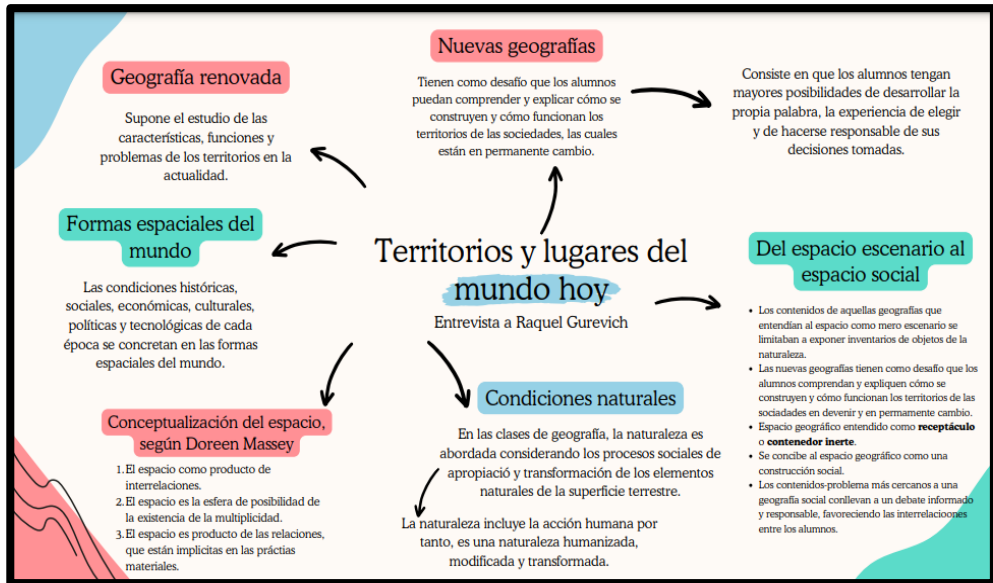 Geografía renovada
Supone el estudio de las
características, funciones y
problemas de los territorios en la
actualidad.
Nuevas geografías
Tienen como desafío que los alumnos
puedan comprender y explicar cómo se
construyen y cómo funcionan los
territorios de las sociedades, las cuales
están en permanente cambio.
Consiste en que los alumnos tengan
mayores posibilidades de desarrollar la
propia palabra, la experiencia de elegir
y de hacerse responsable de sus
decisiones tomadas.
Formas espaciales del
mundo
Las condiciones históricas,
sociales, económicas, culturales,
políticas y tecnológicas de cada
época se concretan en las formas
espaciales del mundo.
Territorios y lugares del
mundo hoy
Entrevista a Raquel Gurevich
Del espacio escenario al
espacio social
• Los contenidos de aquellas geografías que
entendían al espacio como mero escenario se
limitaban a exponer inventarios de objetos de la
naturaleza.
• Las nuevas geografías tienen como desafío que los
alumnos comprendan y expliquen cómo se
construyen y cómo funcionan los territorios de las
sociadades en devenir y en permamente cambio.
• Espacio geográfico entendido como receptáculo
o contenedor inerte.
• Se concibe al espacio geográfico como una
construcción social.
• Los contenidos-problema más cercanos a una
geografía social conllevan a un debate informado
y responsable, favoreciendo las interrelacioones
entre los alumnos.
Conceptualización del espacio,
según Doreen Massey
1. El espacio como producto de
interrelaciones.
2. El espacio es la esfera de posibilidad de
la existencia de la multiplicidad.
3. El espacio es producto de las relaciones,
que están implicitas en las práctias
materiales.
Condiciones naturales
En las clases de geografía, la naturaleza es
abordada considerando los procesos sociales de
apropiació y transformación de los elementos
naturales de la superficie terrestre.
La naturaleza incluye la acción humana por
tanto, es una naturaleza humanizada,
modificada y transformada.